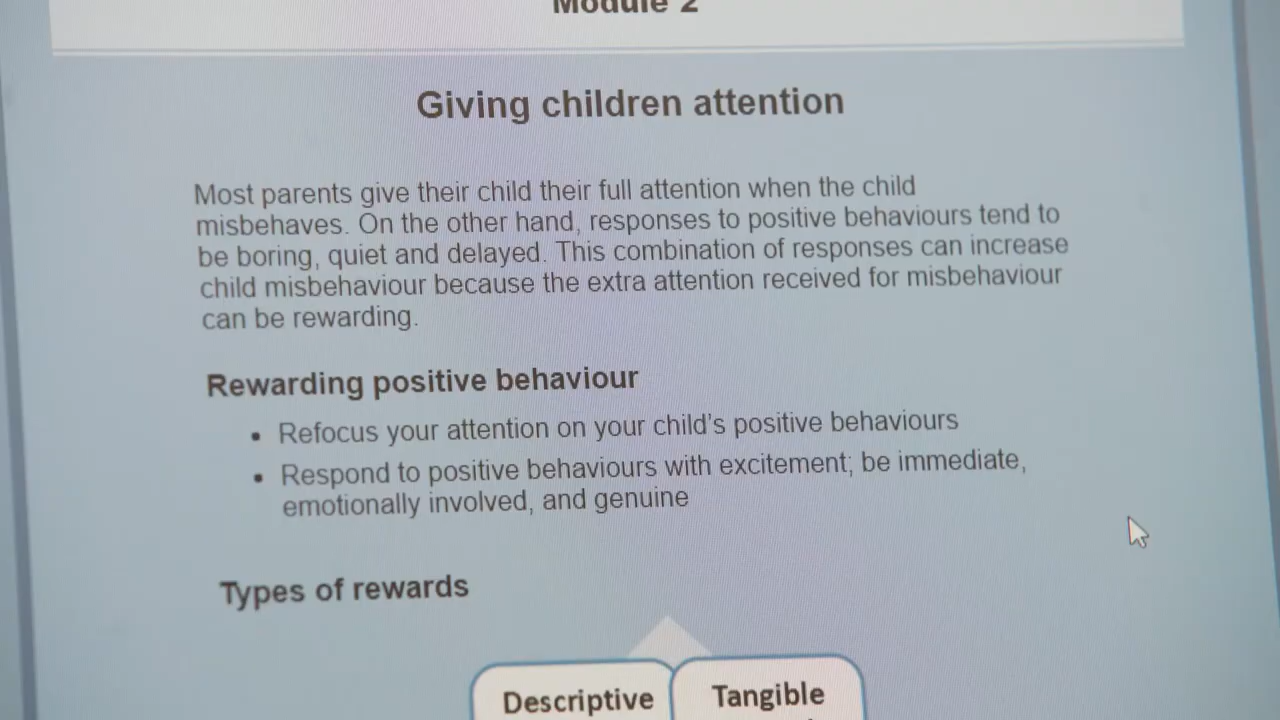 Module 2
Giving children attention
Most parents give their child their full attention when the child
misbehaves. On the other hand, responses to positive behaviours tend to
be boring, quiet and delayed. This combination of responses can increase
child misbehaviour because the extra attention received for misbehaviour
can be rewarding.
Rewarding positive behaviour
• Refocus your attention on your child's positive behaviours
• Respond to positive behaviours with excitement; be immediate,
emotionally involved, and genuine
Types of rewards
Descriptive
Tangible